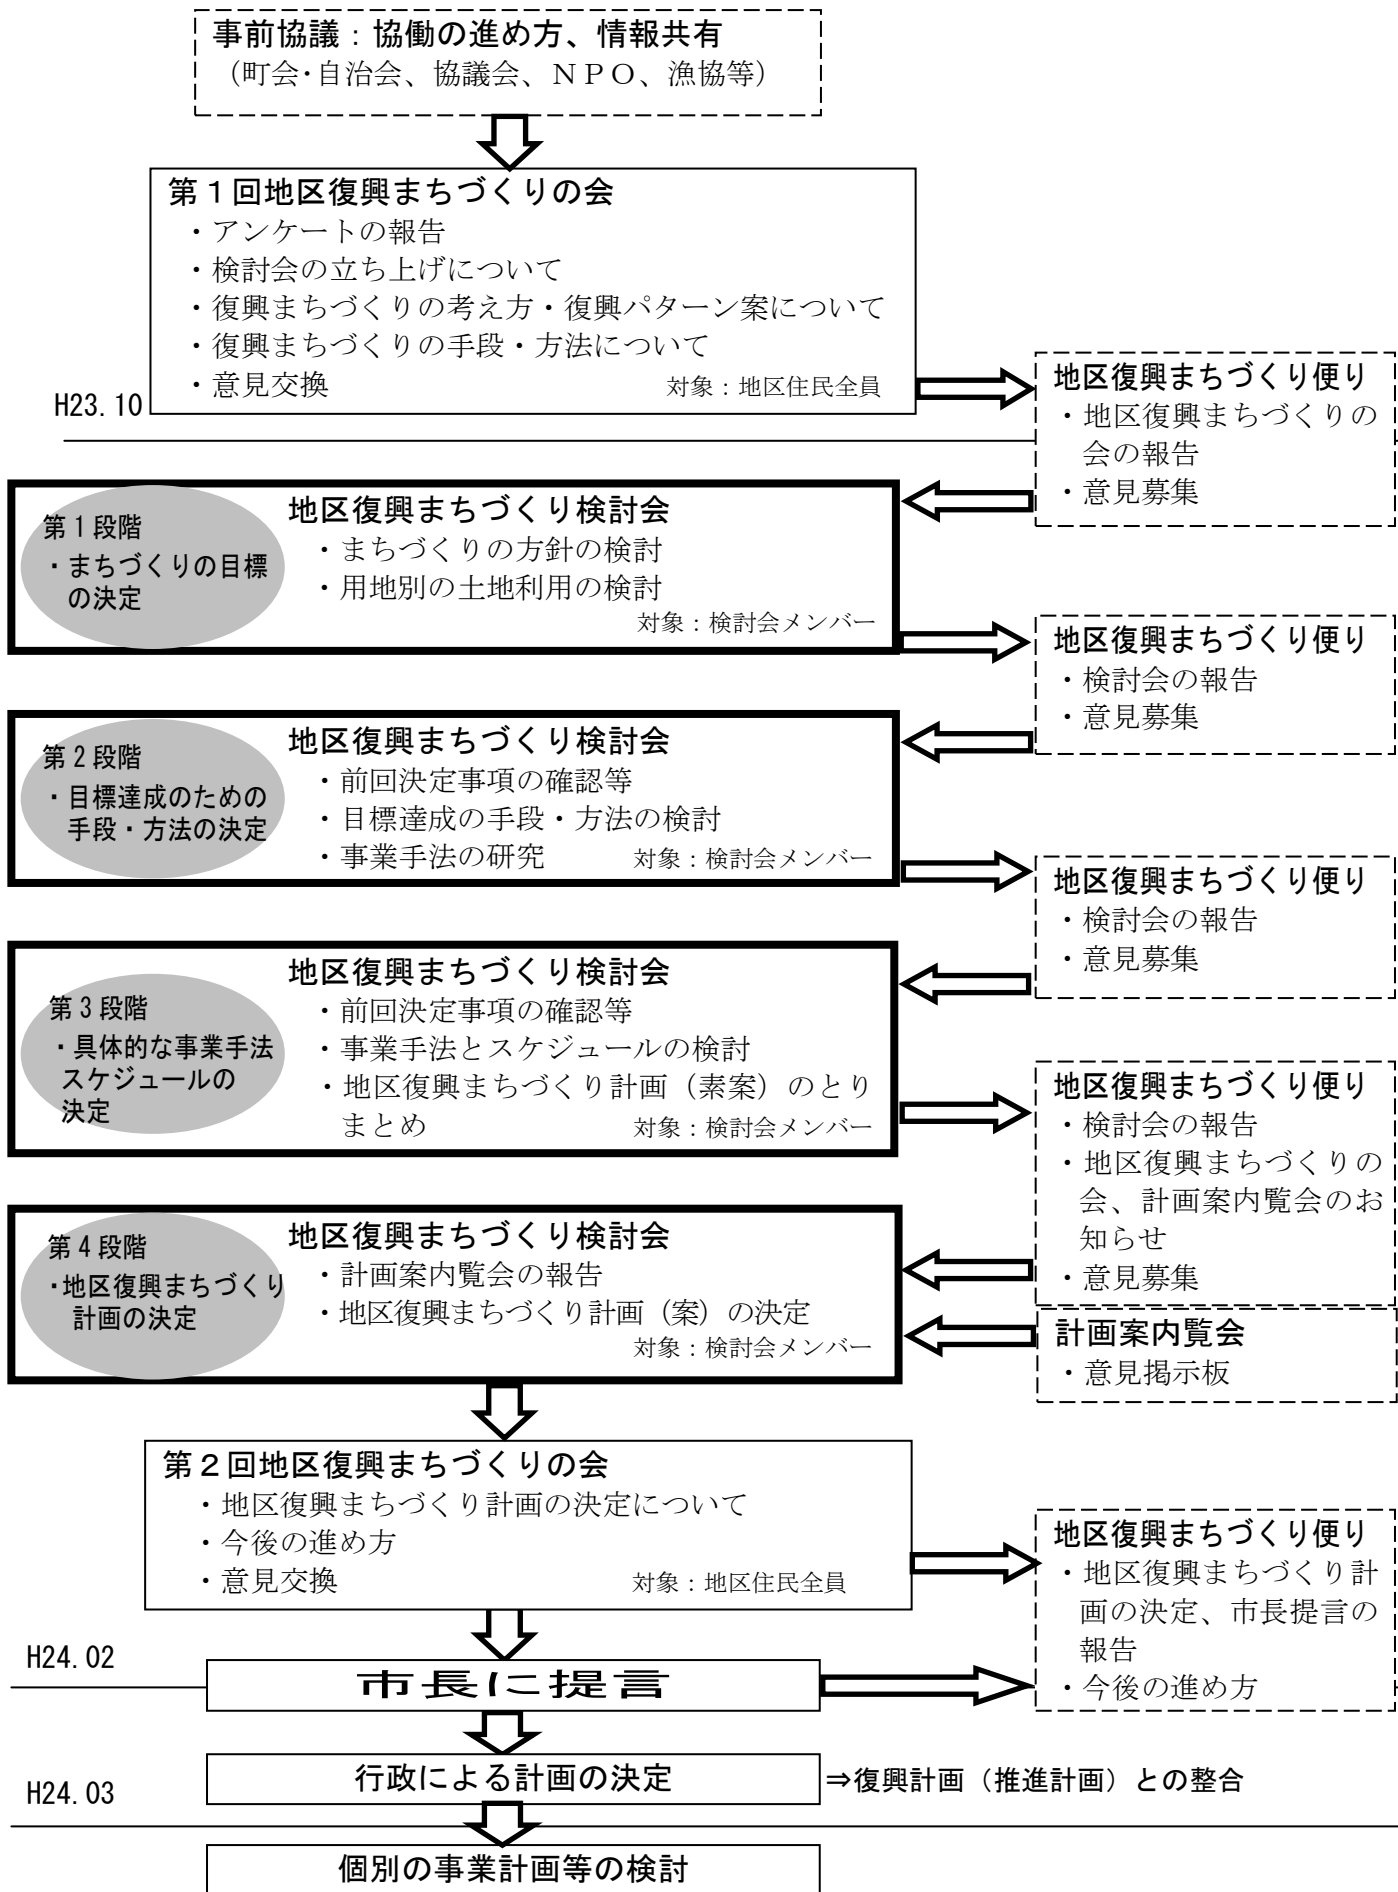 事前協議：協働の進め方、情報共有
（町会・自治会、協議会、ＮＰＯ、漁協等）
第１回地区復興まちづくりの会
・アンケートの報告
・検討会の立ち上げについて
・復興まちづくりの考え方・復興パターン案について
・復興まちづくりの手段・方法について
・意見交換
対象：地区住民全員
H23.10
地区復興まちづくり便り
・地区復興まちづくりの
会の報告
・意見募集
第１段階
・まちづくりの目標
の決定
地区復興まちづくり検討会
・まちづくりの方針の検討
・用地別の土地利用の検討
対象：検討会メンバー
地区復興まちづくり便り
・検討会の報告
・意見募集
第２段階
・目標達成のための
手段・方法の決定
地区復興まちづくり検討会
・前回決定事項の確認等
・目標達成の手段・方法の検討
・事業手法の研究
対象：検討会メンバー
地区復興まちづくり便り
・検討会の報告
・意見募集
第３段階
・具体的な事業手法
スケジュールの
決定
地区復興まちづくり検討会
・前回決定事項の確認等
・事業手法とスケジュールの検討
・地区復興まちづくり計画（素案）のとり
まとめ
対象：検討会メンバー
地区復興まちづくり便り
・検討会の報告
・地区復興まちづくりの
会、計画案内覧会のお
知らせ
・意見募集
第４段階
・地区復興まちづくり
計画の決定
地区復興まちづくり検討会
・計画案内覧会の報告
・地区復興まちづくり計画（案）の決定
対象：検討会メンバー
計画案内覧会
・意見掲示板
第２回地区復興まちづくりの会
・地区復興まちづくり計画の決定について
・今後の進め方
・意見交換
対象：地区住民全員
地区復興まちづくり便り
・地区復興まちづくり計
画の決定、市長提言の
報告
・今後の進め方
H24.02
市長に提言
行政による計画の決定
⇒復興計画（推進計画）との整合
H24.03
個別の事業計画等の検討